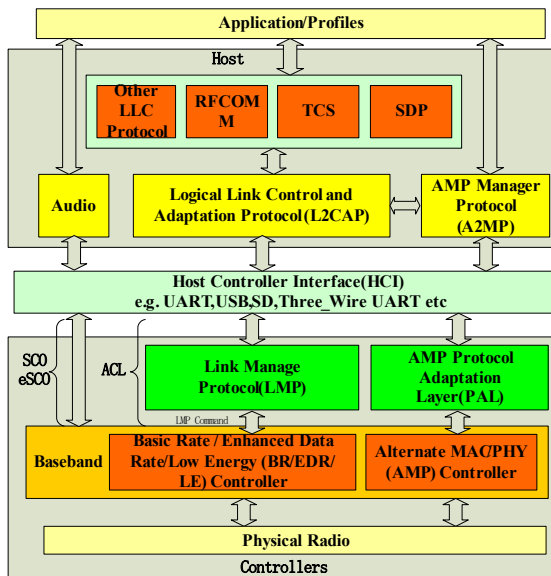 Application/Profiles
Host
Other
LLC
Protocol
RFCOM
M
TCS
SDP
Audio
Logical Link Control and
Adaptation Protocol(L2CAP)
AMP Manager
Protocol
(A2MP)
Host Controller Interface(HCI)
e.g. UART,USB,SD,Three_Wire UART etc
SCO
eSCO
ACL
Link Manage
Protocol(LMP)
AMP Protocol
Adaptation
Layer(PAL)
LMP Command
Baseband
Basic Rate / Enhanced Data
Rate/Low Energy (BR/EDR/
LE) Controller
Alternate MAC/PHY
(AMP) Controller
Physical Radio
Controllers